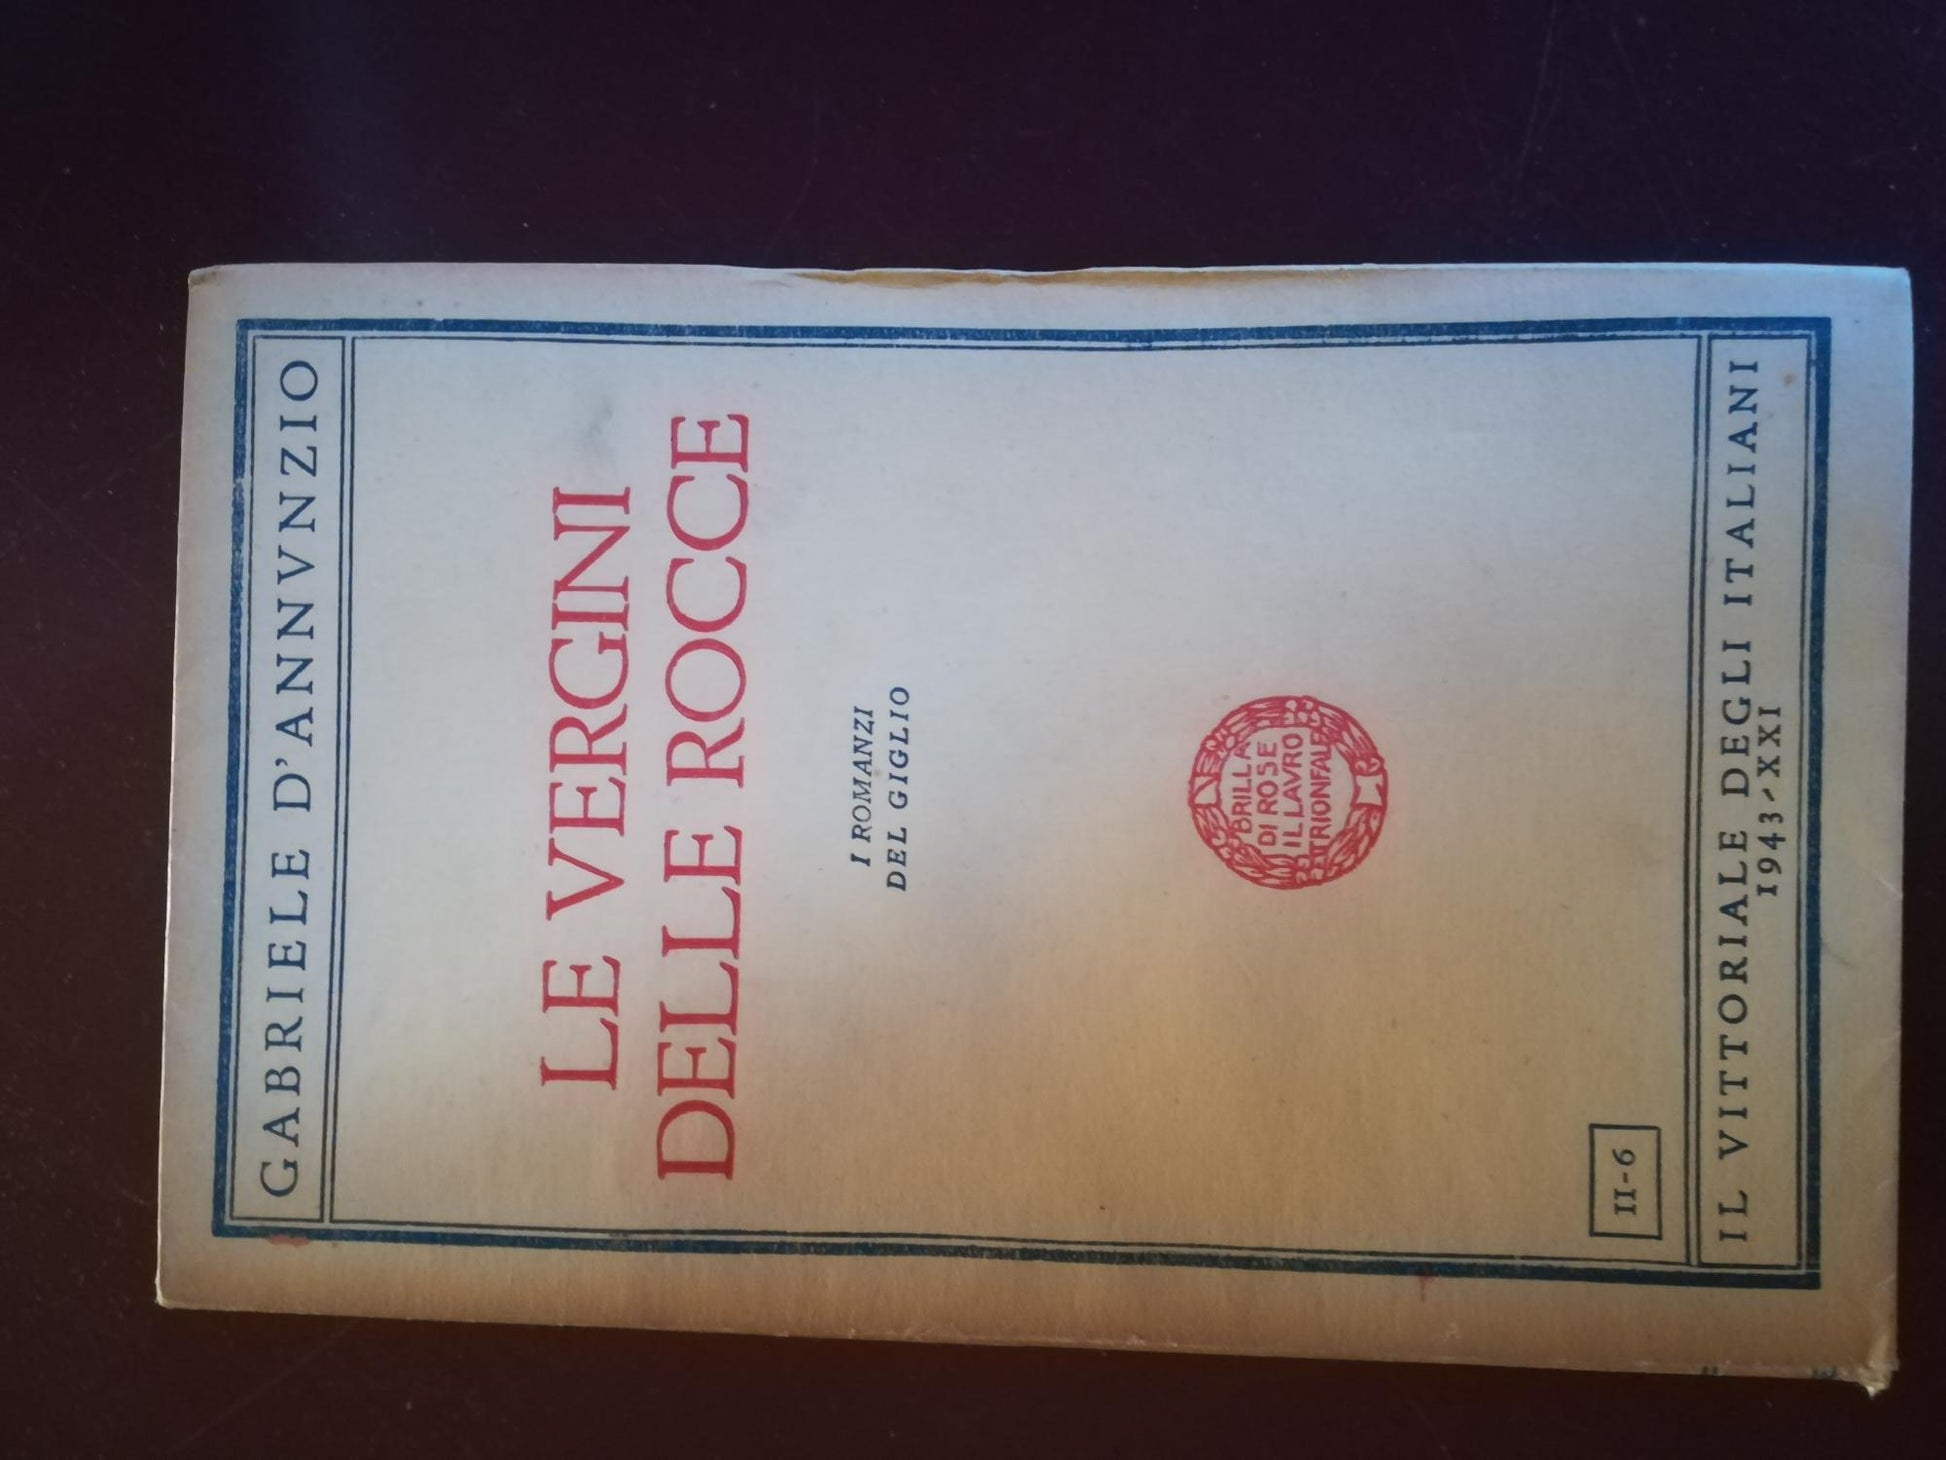 GABRIELE D'ANNVNZIO
LE VERGINI
DELLE ROCCE
I ROMANZI
DEL GIGLIO
BRILLA
DI ROSE
IL LAVRO
TRIONFALE
II-6
IL VITTORIALE DEGLI ITALIANI
1943-XXI